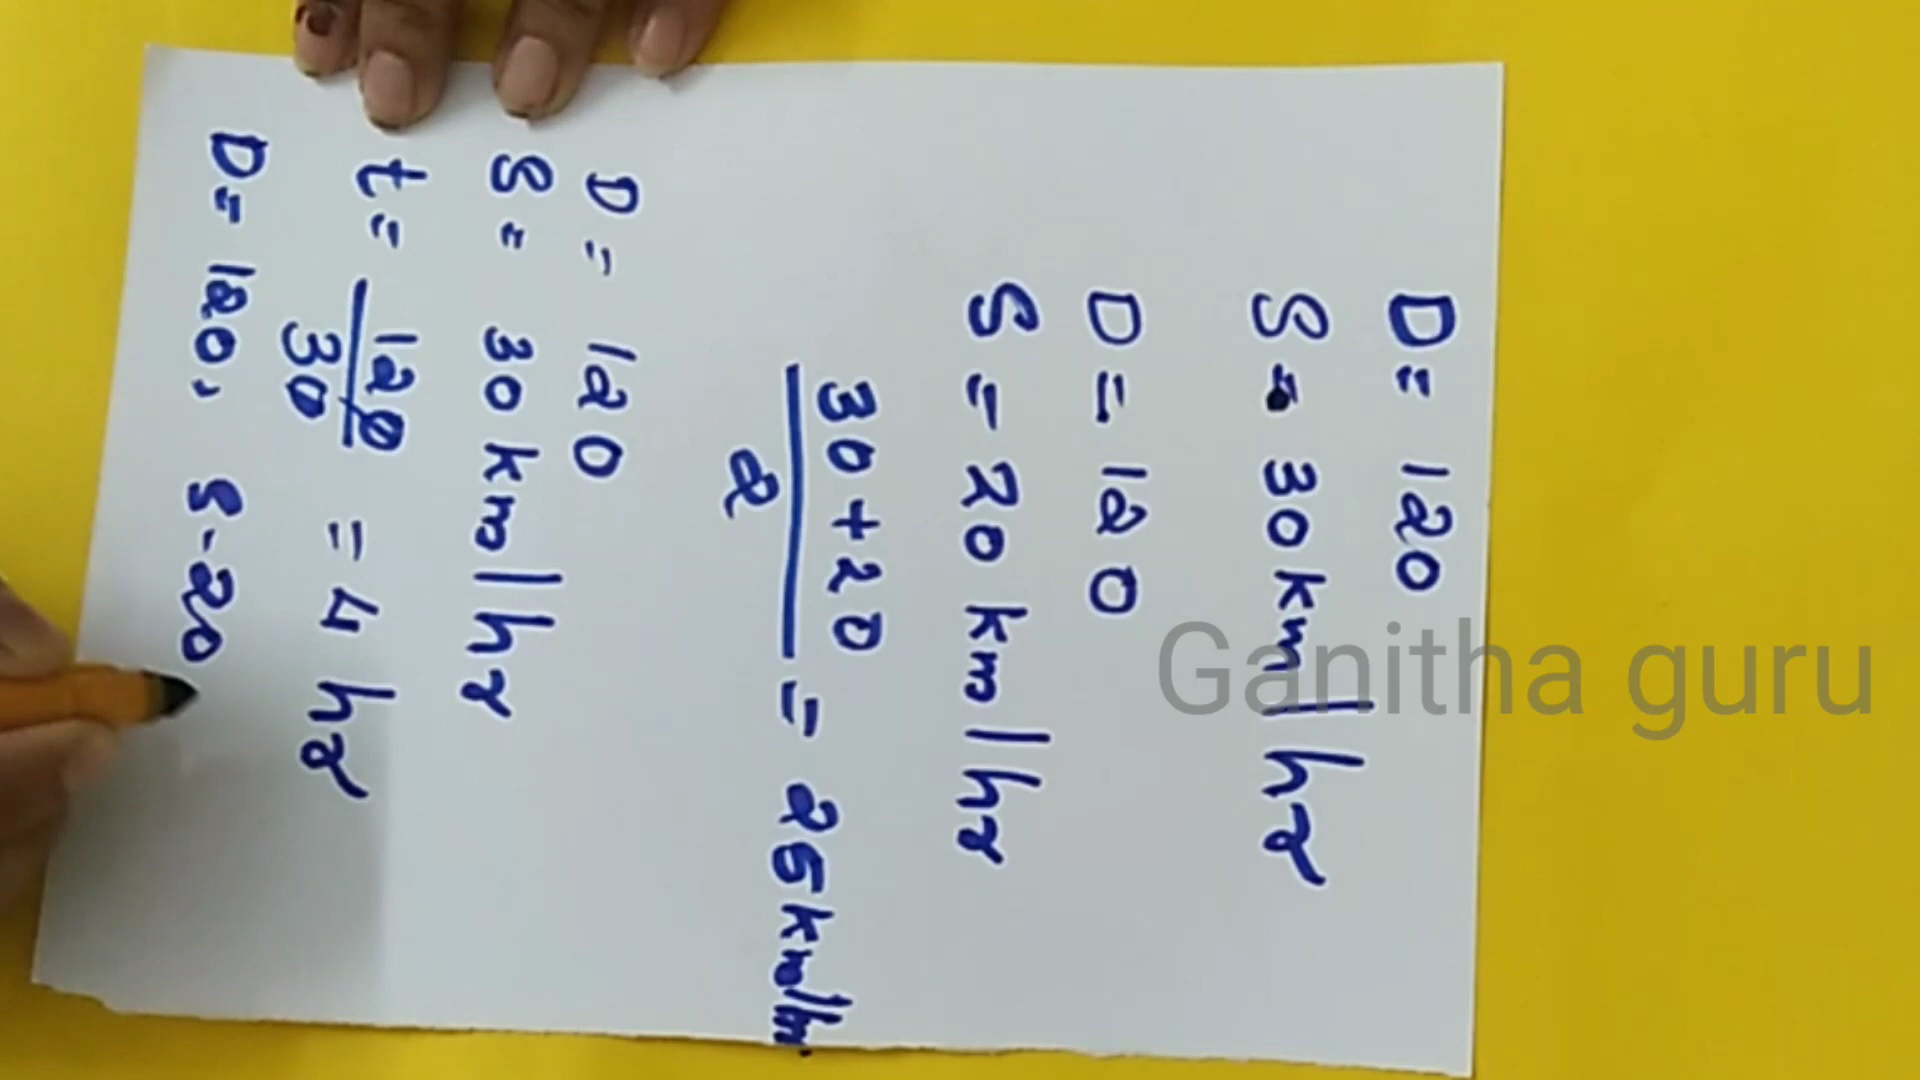 D = 120
S = 30 km/hr
D = 120
S = 20 km/hr
30+20
2
= 25 km/hr
D = 120
S = 30 km/hr
t = 120
30
= 4 hr
D = 120, S - 20
Ganitha guru